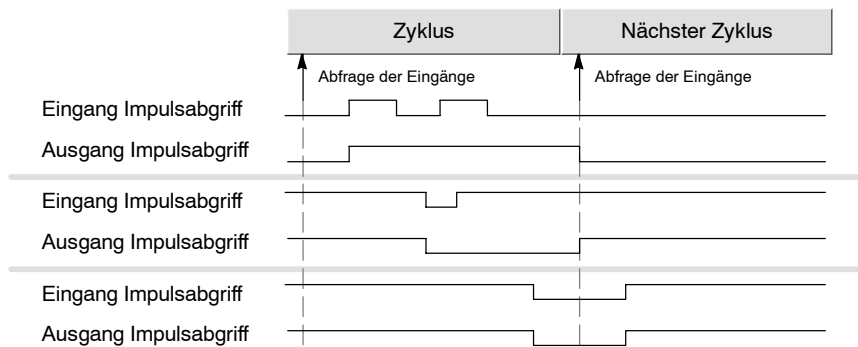 Zyklus Nächster Zyklus
Abfrage der Eingänge Abfrage der Eingänge
Eingang Impulsabgriff
Ausgang Impulsabgriff
Eingang Impulsabgriff
Ausgang Impulsabgriff
Eingang Impulsabgriff
Ausgang Impulsabgriff